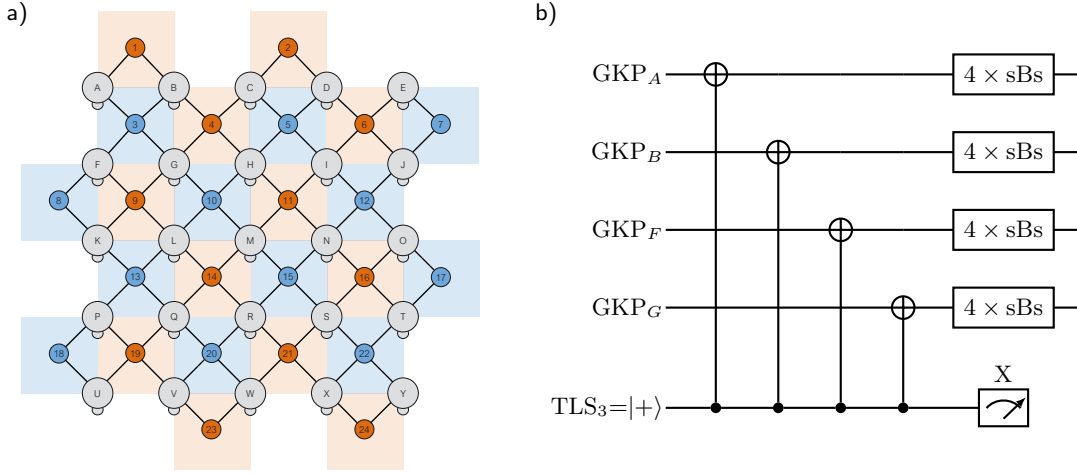 a)
1 2
A B C D E
3 4 5 6 7
F G H I J
8 9 10 11 12
K L M N O
13 14 15 16 17
P Q R S T
18 19 20 21 22
U V W X Y
23 24
b)
GKP_A 4 × sBs
GKP_B 4 × sBs
GKP_F 4 × sBs
GKP_G 4 × sBs
X
TLS_3=|+⟩